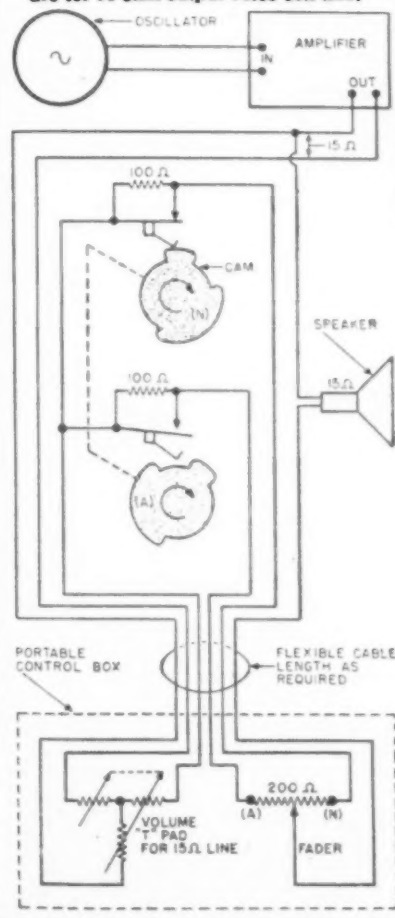 OSCILLATOR
AMPLIFIER
IN
OUT
15 Ω
100 Ω
CAM
(N)
SPEAKER
15 Ω
100 Ω
(A)
PORTABLE
CONTROL BOX
FLEXIBLE CABLE
LENGTH AS
REQUIRED
200 Ω
(A)
(N)
VOLUME
"T" PAD
FOR 15Ω LINE
FADER